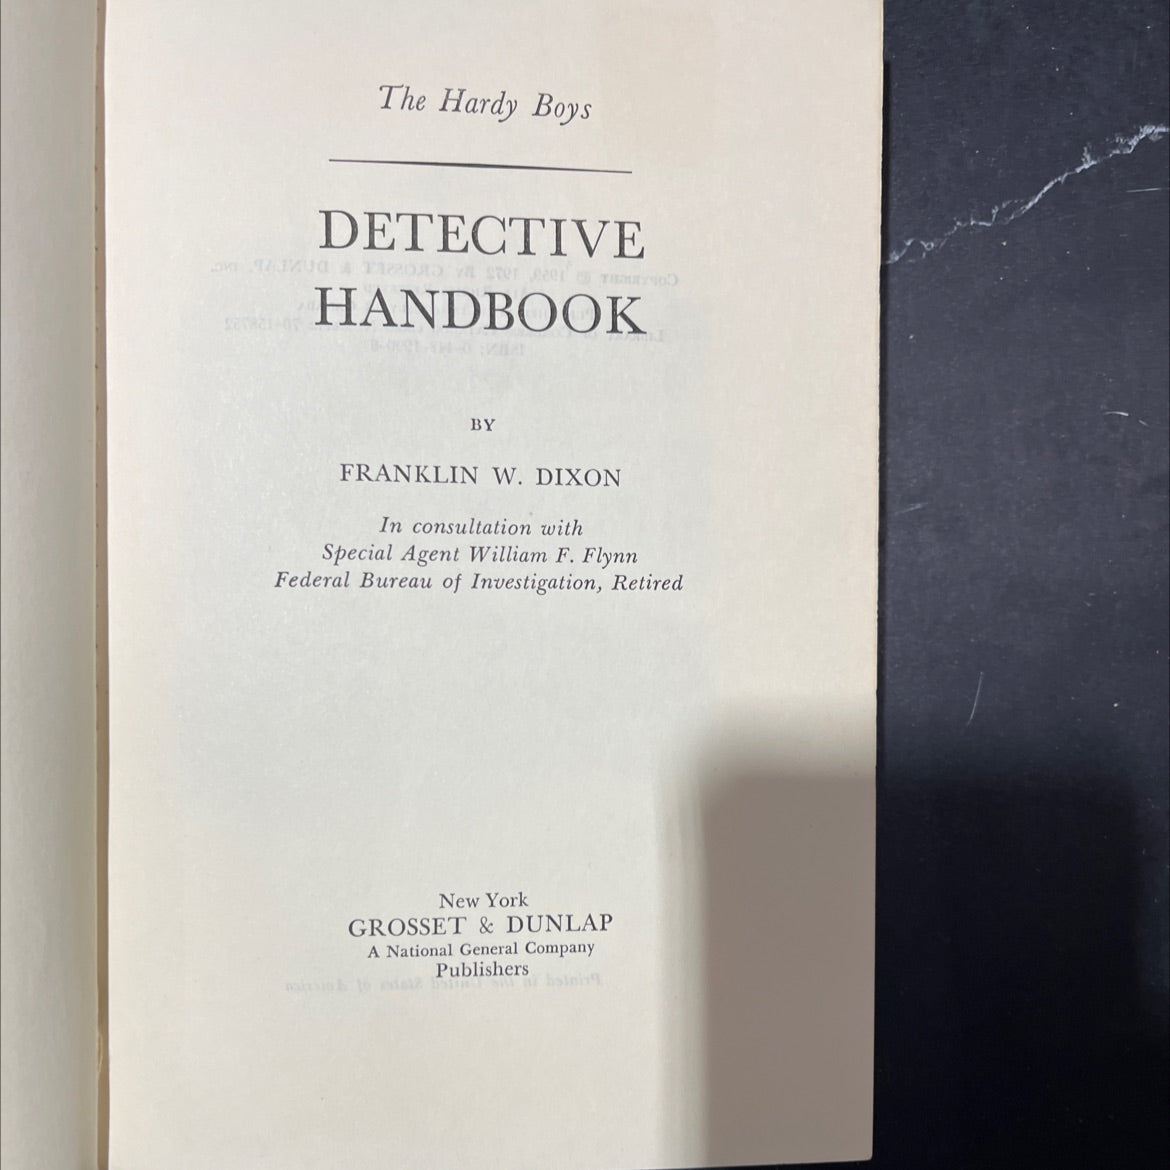 The Hardy Boys
DETECTIVE
HANDBOOK
BY
FRANKLIN W. DIXON
In consultation with
Special Agent William F. Flynn
Federal Bureau of Investigation, Retired
New York
GROSSET & DUNLAP
A National General Company
Publishers